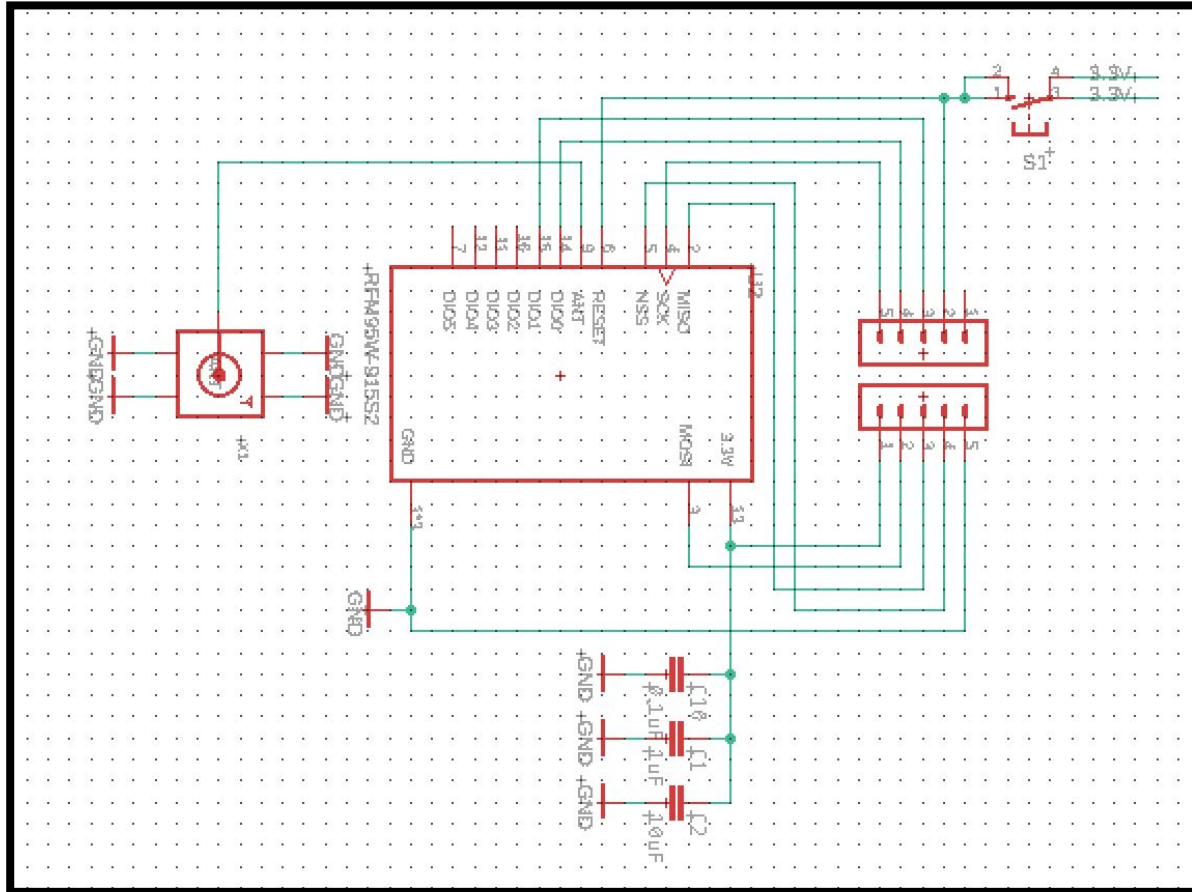 2
4
3.3V
1
3
3.3V
S1
7
12
11
16
15
14
9
6
5
4
2
DIO5
DIO4
DIO3
DIO2
DIO1
DIO0
ANT
RESET
NSS
SCK
MISO
U2
RFM95W-915S2
GND
MOSI
3.3V
3
13
5
4
3
2
1
1
2
3
4
5
GND
GND
GND
GND
X1
GND
GND
0.1uF
GND
1uF
C1
GND
10uF
C2